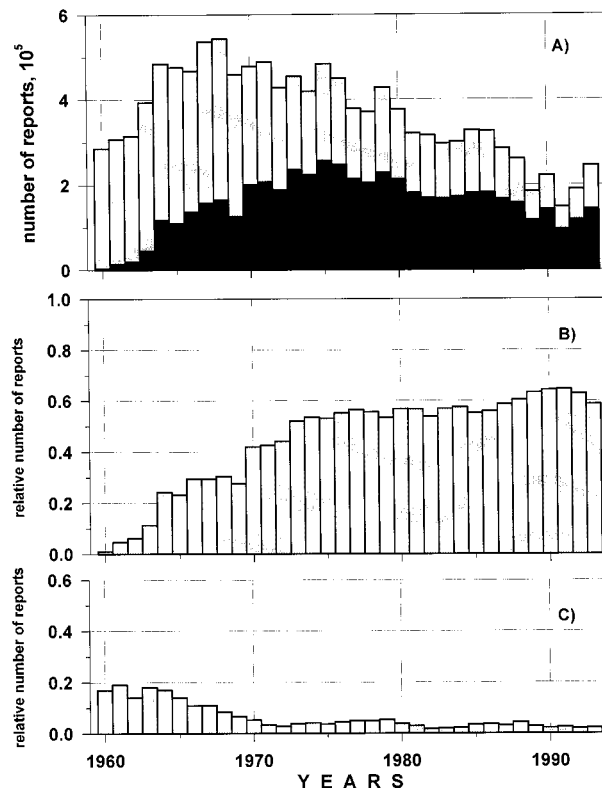 A)
number of reports, 10⁵
6
4
2
0
B)
relative number of reports
1.0
0.8
0.6
0.4
0.2
0.0
C)
relative number of reports
0.6
0.4
0.2
0.0
1960 1970 1980 1990
YEARS